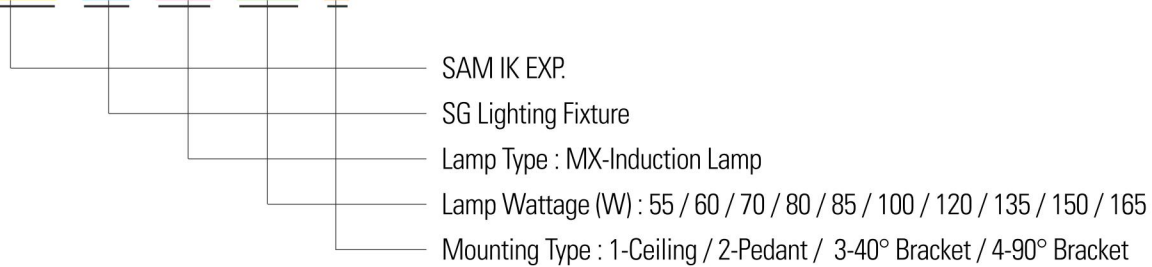 SAM IK EXP.
SG Lighting Fixture
Lamp Type : MX-Induction Lamp
Lamp Wattage (W) : 55 / 60 / 70 / 80 / 85 / 100 / 120 / 135 / 150 / 165
Mounting Type : 1-Ceiling / 2-Pedant / 3-40° Bracket / 4-90° Bracket